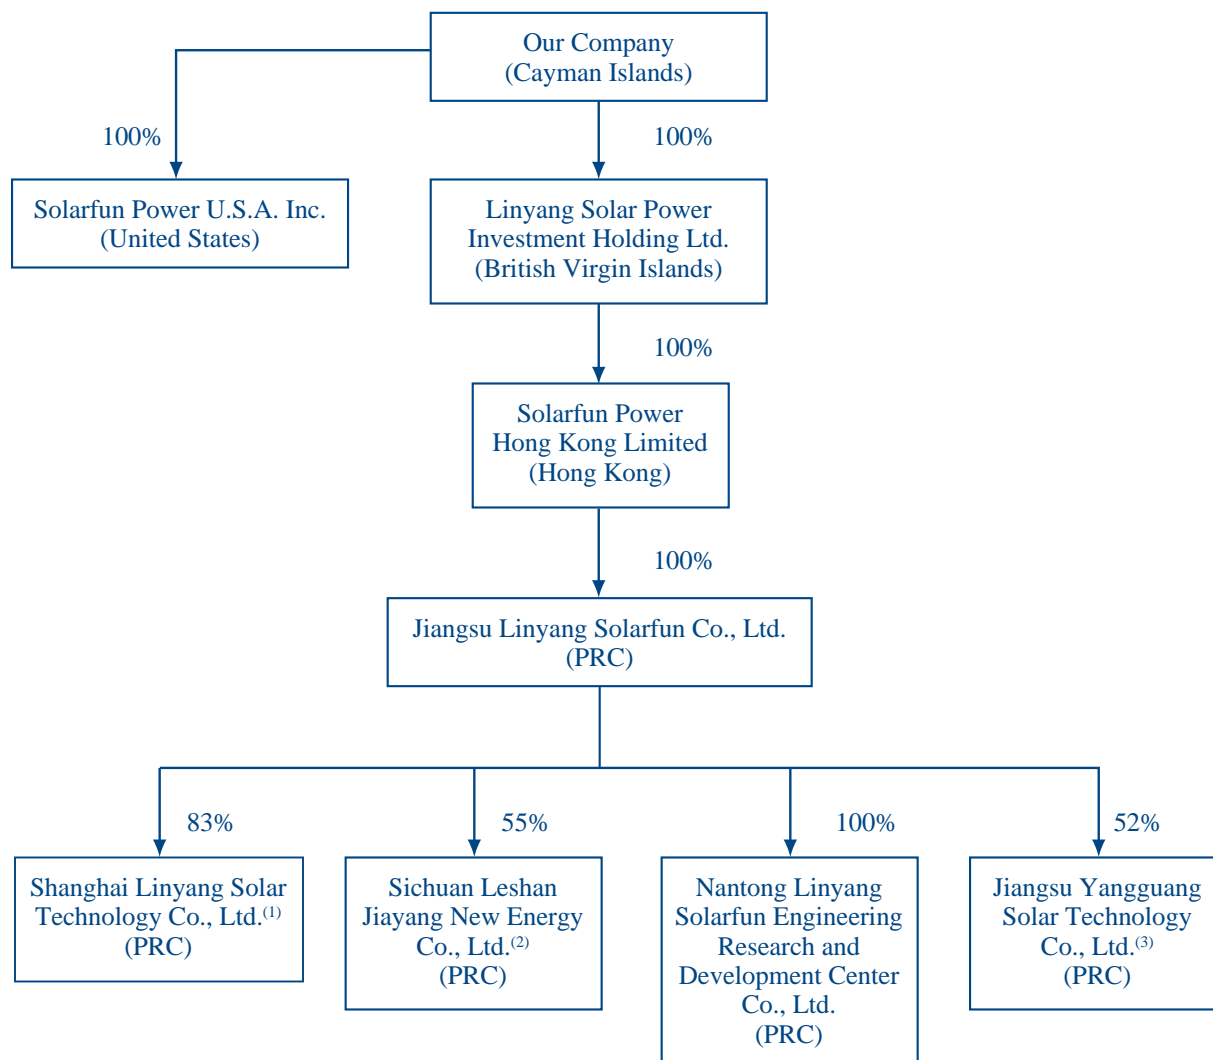 Our Company
(Cayman Islands)
100%
100%
Solarfun Power U.S.A. Inc.
(United States)
Linyang Solar Power
Investment Holding Ltd.
(British Virgin Islands)
100%
Solarfun Power
Hong Kong Limited
(Hong Kong)
100%
Jiangsu Linyang Solarfun Co., Ltd.
(PRC)
83%
55%
100%
52%
Shanghai Linyang Solar
Technology Co., Ltd.(1)
(PRC)
Sichuan Leshan
Jiayang New Energy
Co., Ltd.(2)
(PRC)
Nantong Linyang
Solarfun Engineering
Research and
Development Center
Co., Ltd.
(PRC)
Jiangsu Yangguang
Solar Technology
Co., Ltd.(3)
(PRC)